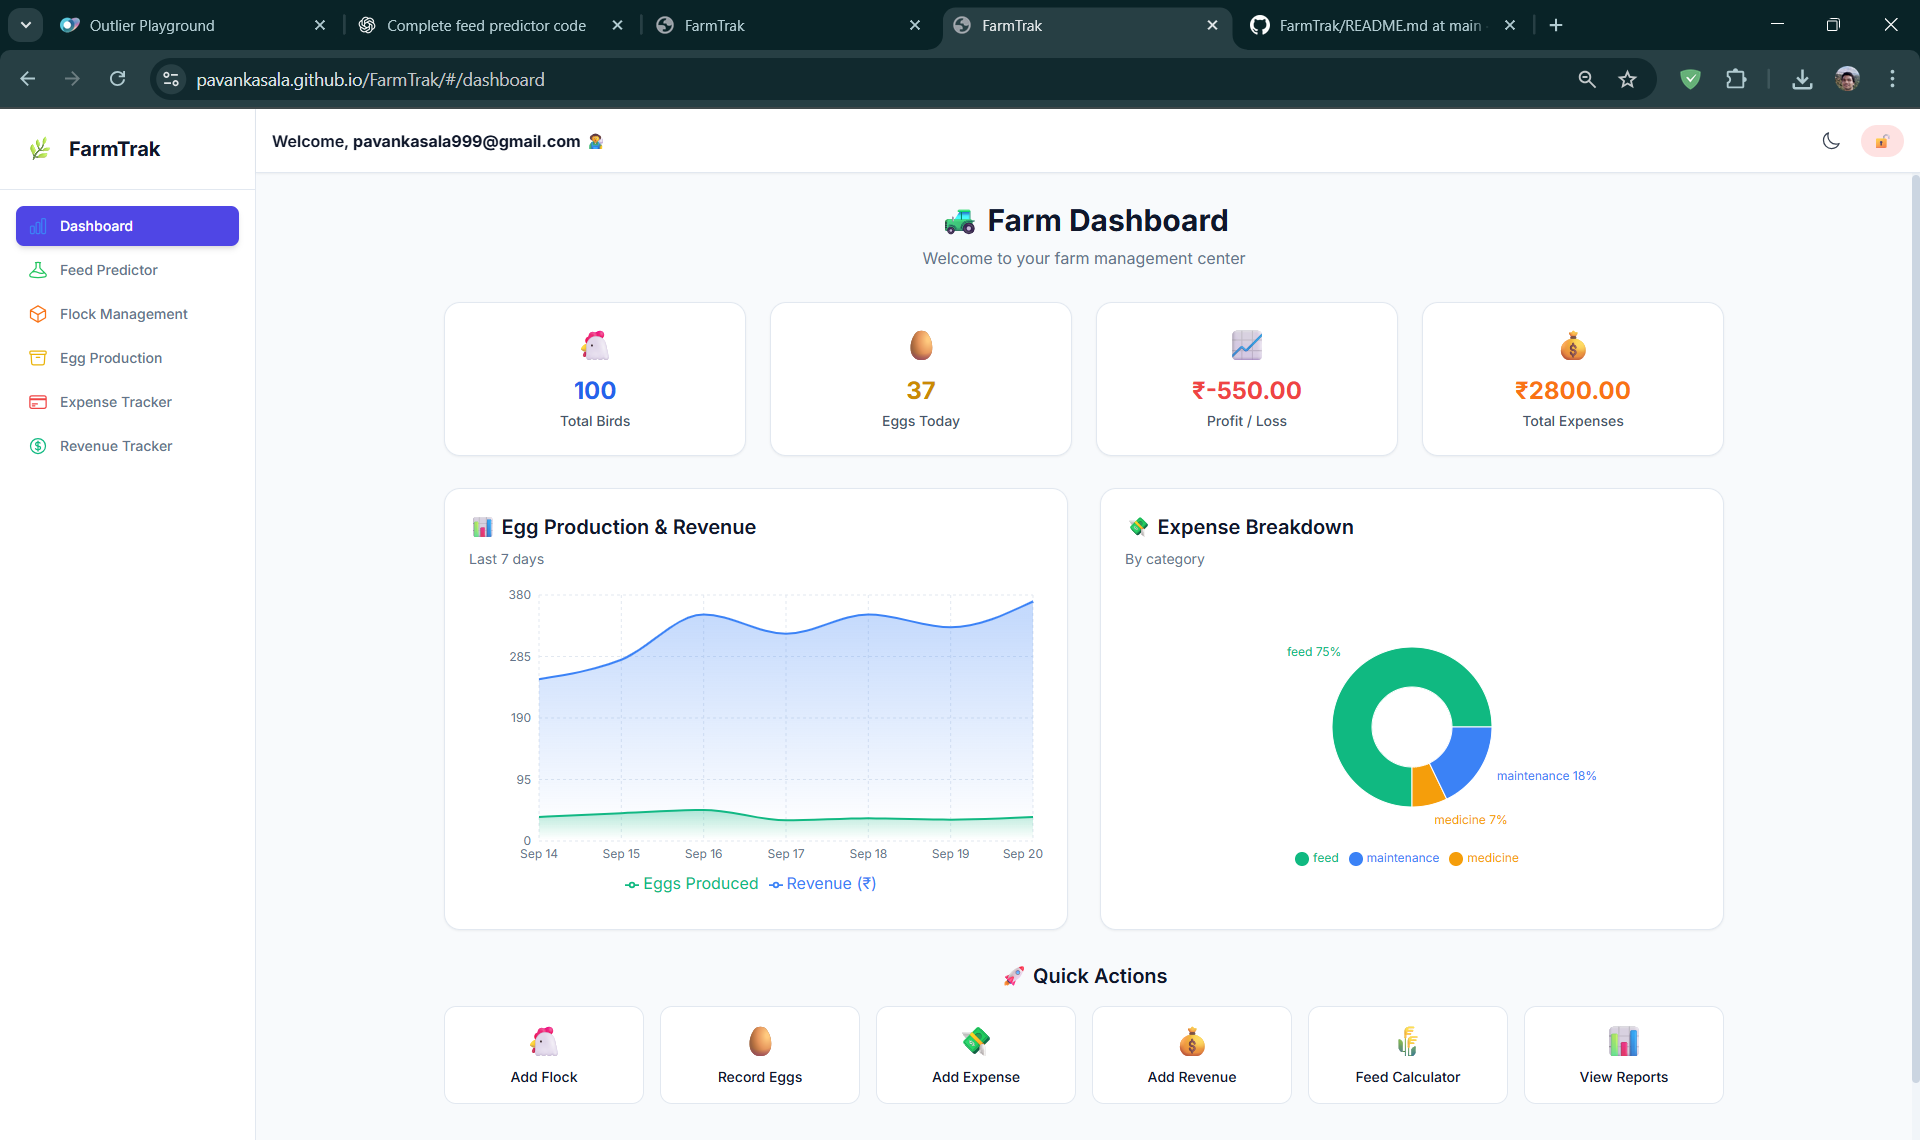 Outlier Playground
Complete feed predictor code
FarmTrak
FarmTrak
FarmTrak/README.md at main
pavankasala.github.io/FarmTrak/#/dashboard
FarmTrak
Welcome, pavankasala999@gmail.com
Dashboard
Feed Predictor
Flock Management
Egg Production
Expense Tracker
Revenue Tracker
Farm Dashboard
Welcome to your farm management center
100
Total Birds
37
Eggs Today
₹-550.00
Profit / Loss
₹2800.00
Total Expenses
Egg Production & Revenue
Last 7 days
380
285
190
95
0
Sep 14 Sep 15 Sep 16 Sep 17 Sep 18 Sep 19 Sep 20
Eggs Produced Revenue (₹)
Expense Breakdown
By category
feed 75%
maintenance 18%
medicine 7%
feed maintenance medicine
Quick Actions
Add Flock
Record Eggs
Add Expense
Add Revenue
Feed Calculator
View Reports